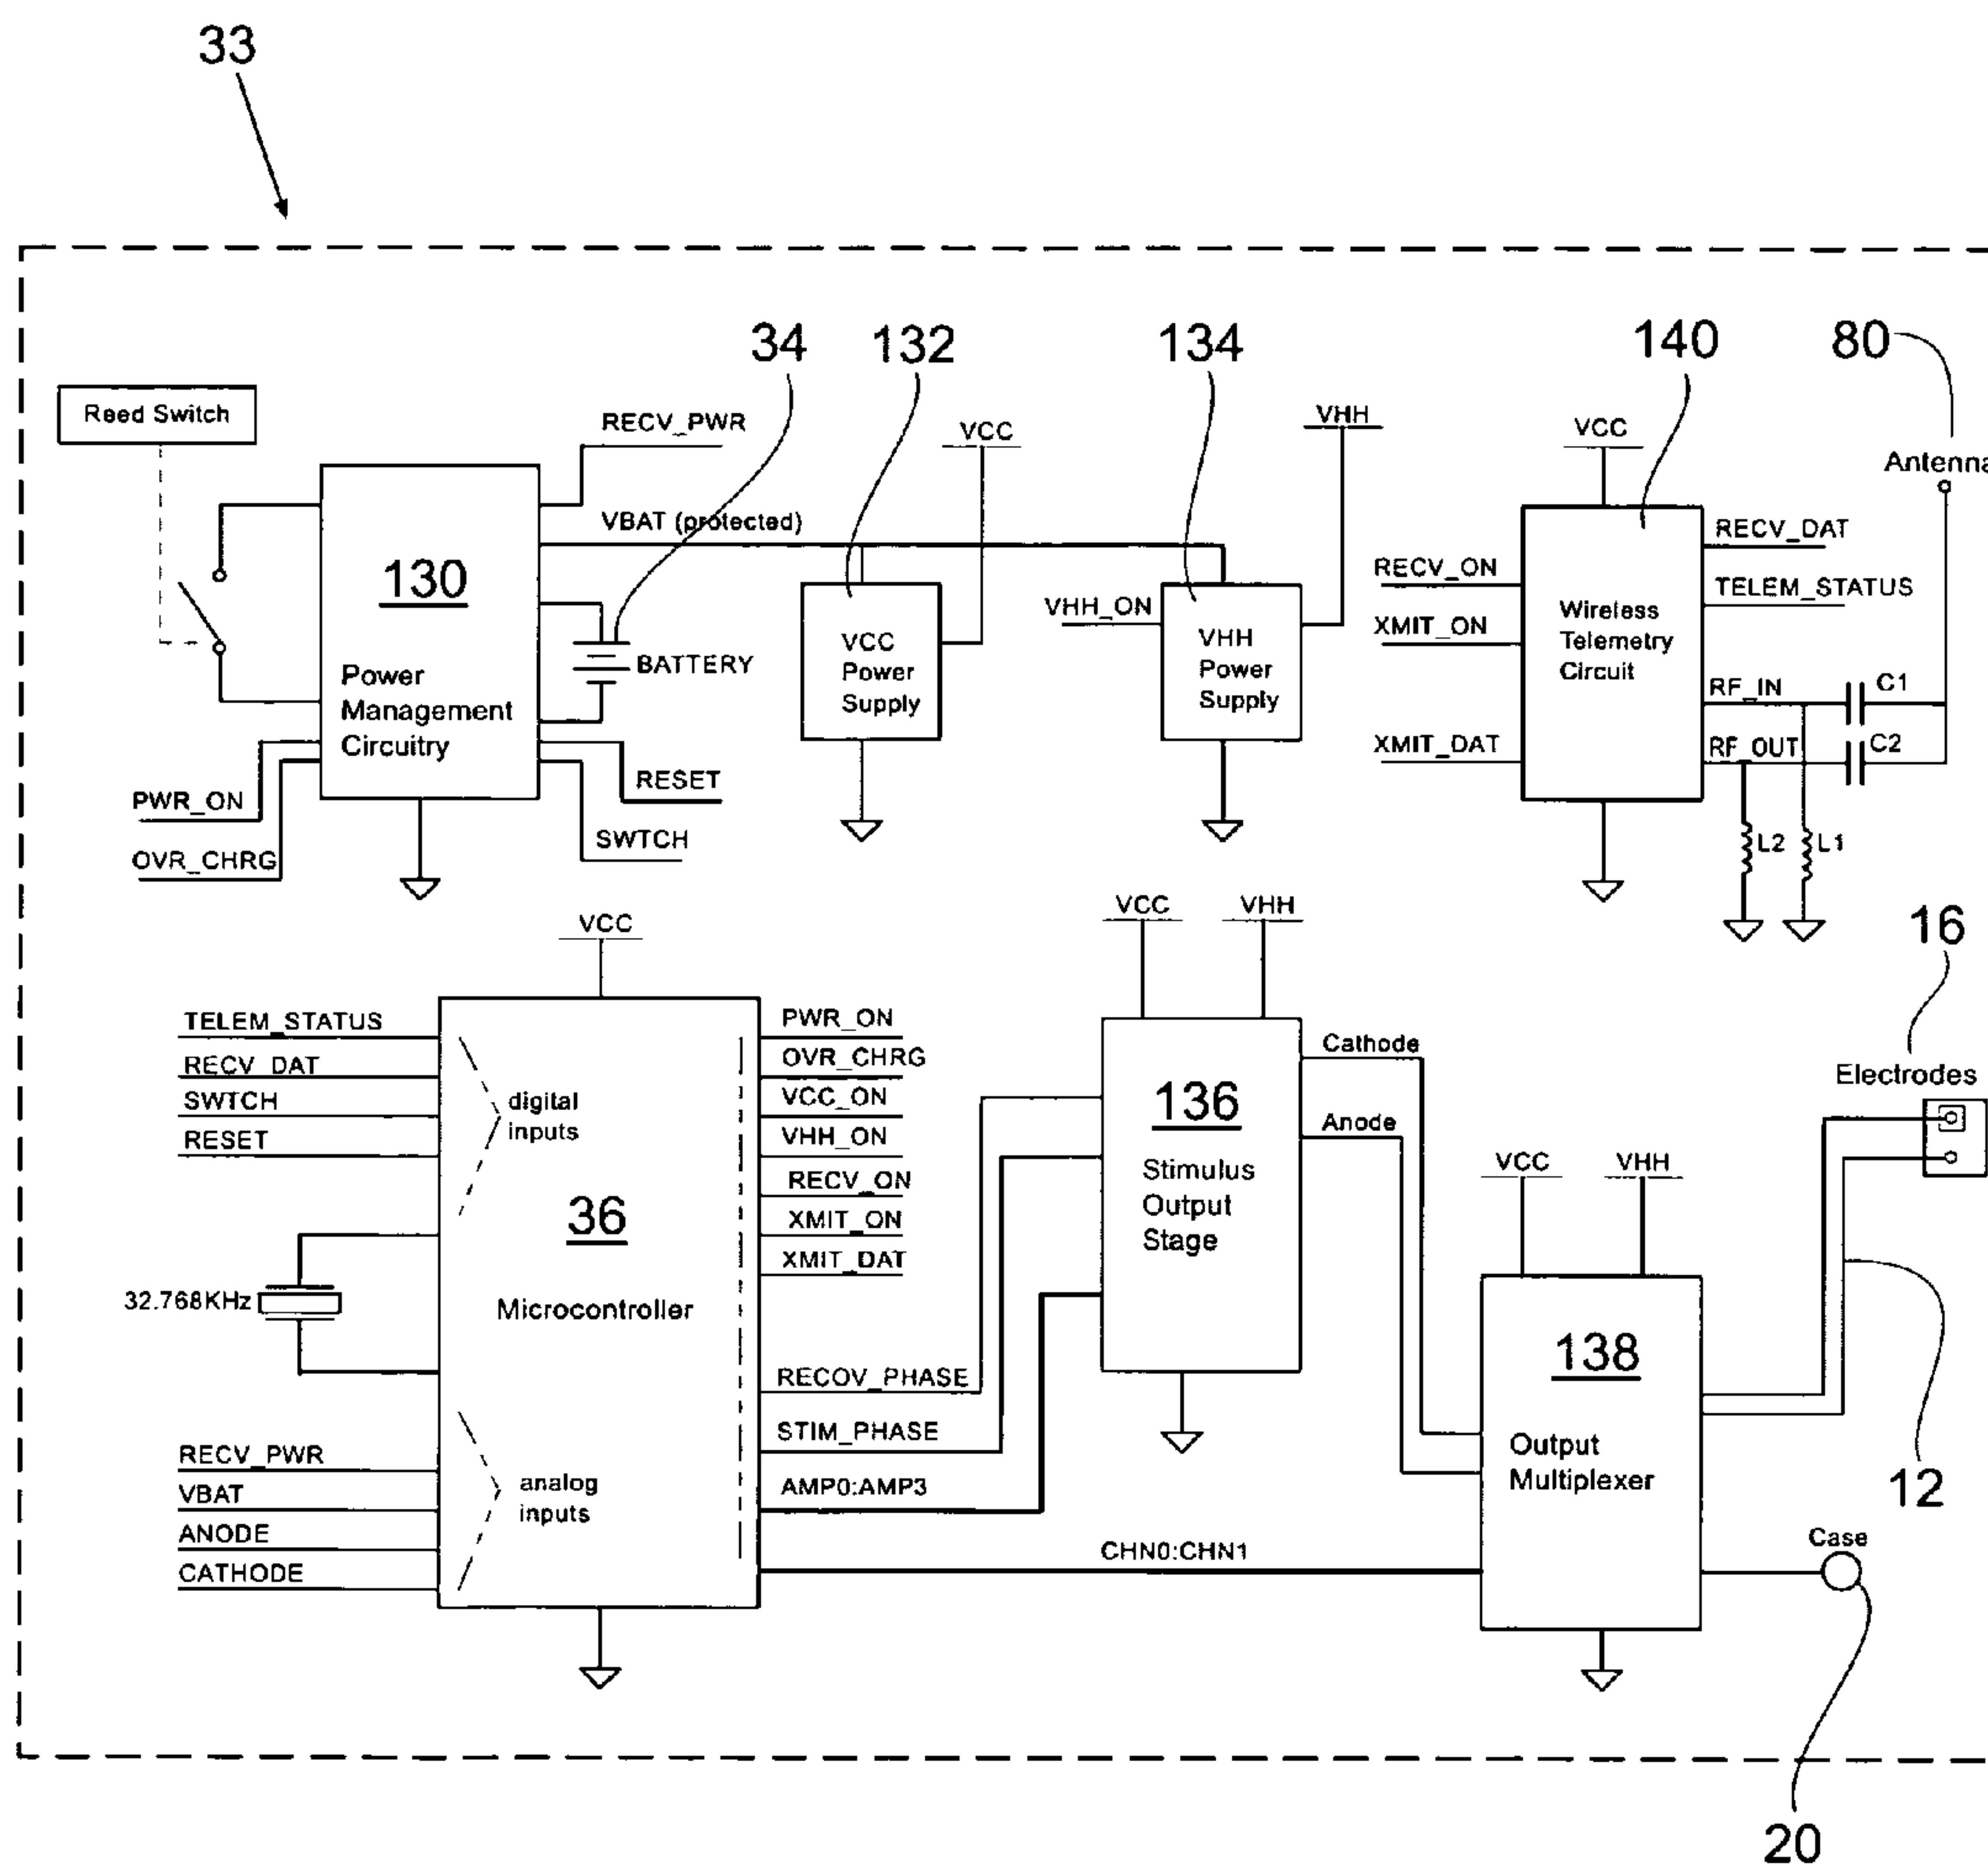 33
34
132
134
140
80
Reed Switch
RECV_PWR
VCC
VHH
VCC
Antenna
VBAT (protected)
RECV_DAT
130
RECV_ON
TELEM_STATUS
VHH_ON
XMIT_ON
Wireless
Telemetry
Circuit
VCC
Power
Supply
VHH
Power
Supply
BATTERY
Power
Management
Circuitry
RF_IN
C1
XMIT_DAT
RF_OUT
C2
PWR_ON
RESET
OVR_CHRG
SWTCH
L2
L1
VCC
VCC
VHH
16
TELEM_STATUS
RECV_DAT
SWTCH
RESET
digital
inputs
PWR_ON
OVR_CHRG
VCC_ON
VHH_ON
RECV_ON
XMIT_ON
XMIT_DAT
Cathode
Anode
Electrodes
136
Stimulus
Output
Stage
VCC
VHH
36
Microcontroller
32.768KHz
138
Output
Multiplexer
RECOV_PHASE
STIM_PHASE
AMP0:AMP3
CHN0:CHN1
RECV_PWR
VBAT
ANODE
CATHODE
analog
inputs
12
Case
20